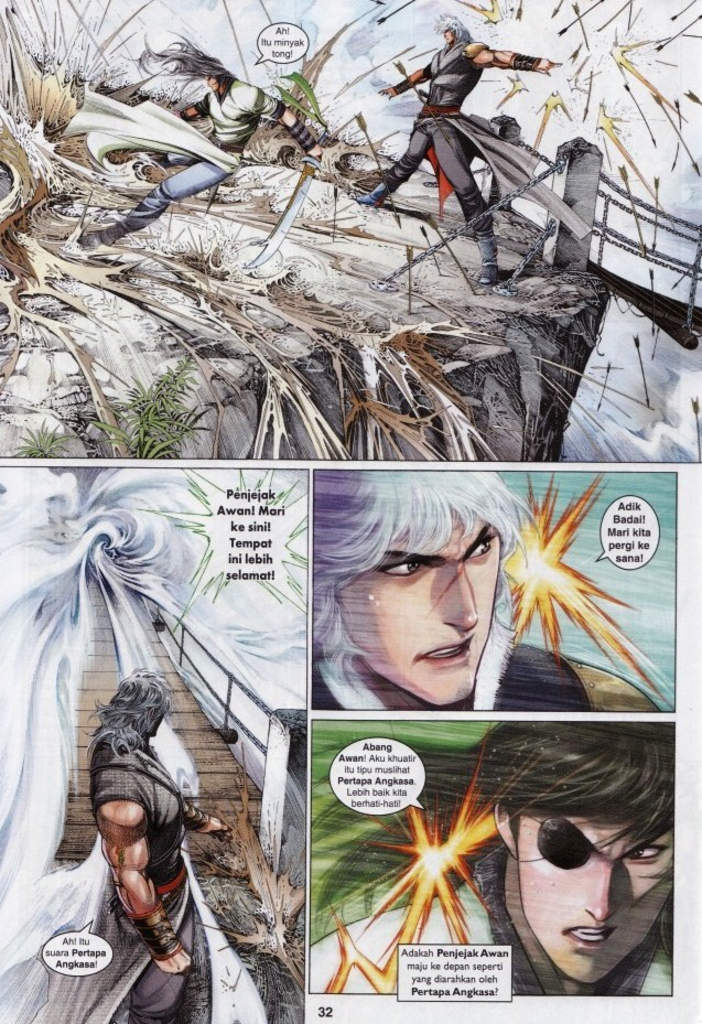 Ah!
Itu minyak
tong!
Penjejak
Awan! Mari
ke sini!
Tempat
ini lebih
selamat!
Ah! Itu
suara Pertapa
Angkasa!
Adik
Badai!
Mari kita
pergi ke
sana!
Abang
Awan! Aku khuatir
itu tipu muslihat
Pertapa Angkasa.
Lebih baik kita
berhati-hati!
Adakah Penjejak Awan
maju ke depan seperti
yang diarahkan oleh
Pertapa Angkasa?
32